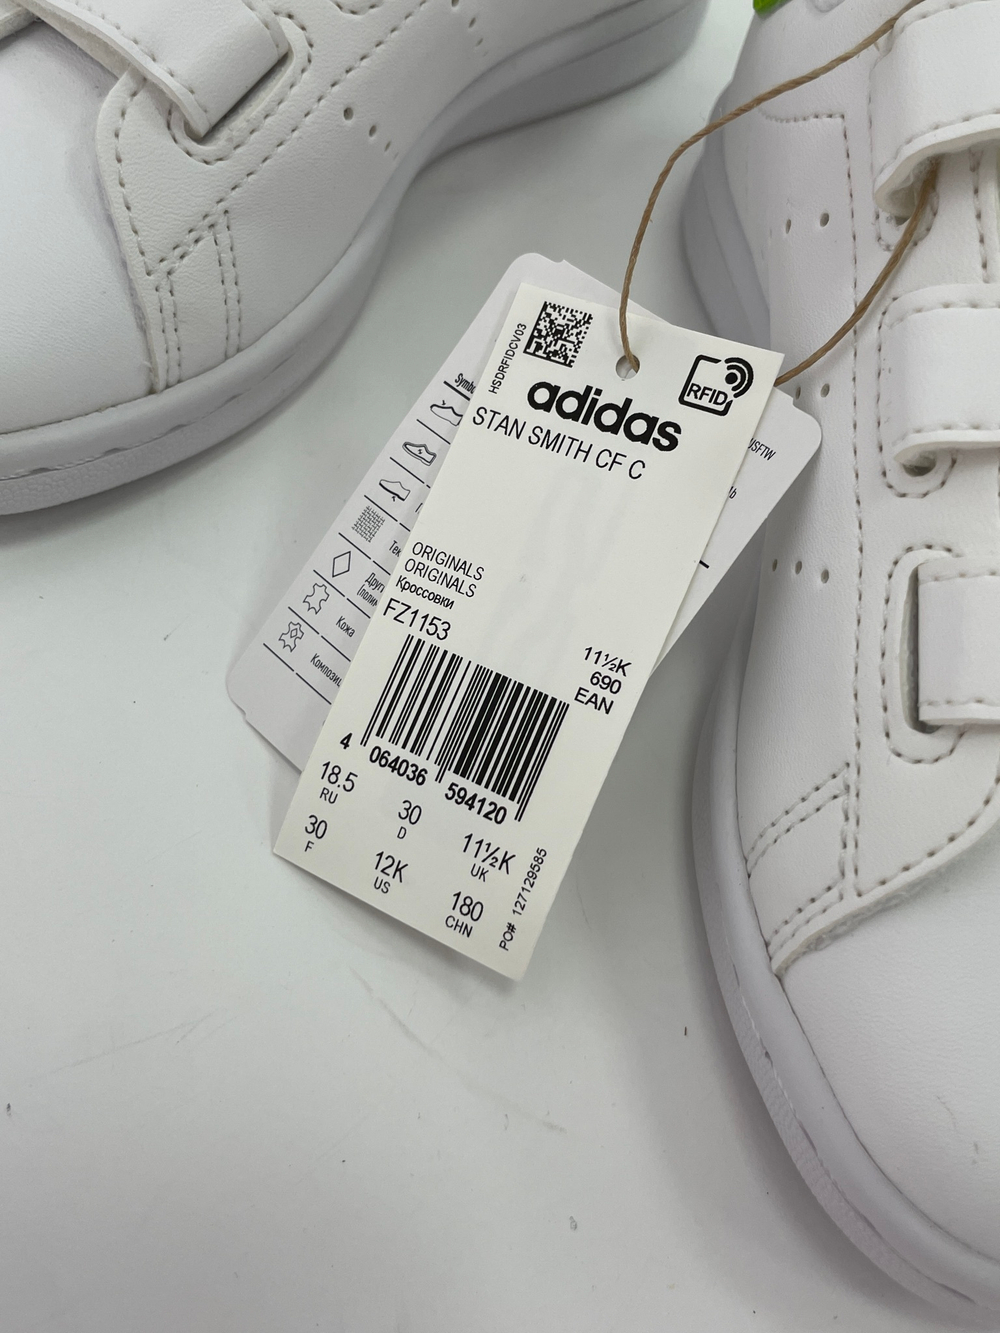 HSDRFIDCV03
RFID
adidas
STAN SMITH CF C
ORIGINALS
ORIGINALS
Кроссовки
FZ1153
11½K
690
EAN
4 064036 594120
18.5
RU
30
D
11½K
UK
30
F
12K
US
180
CHN
PO# 127129585
Кожа